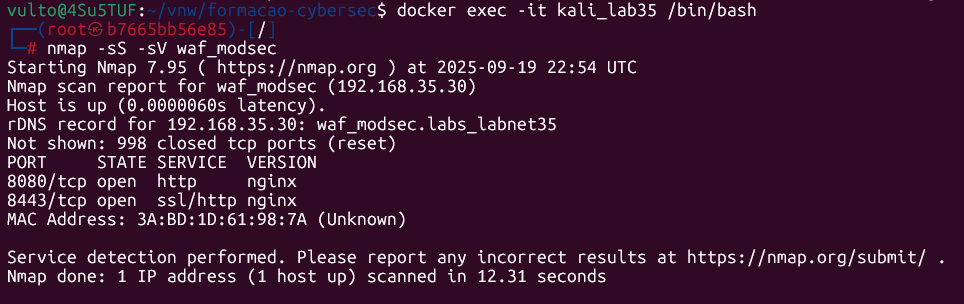 vulto@4Su5TUF:~/vnw/formacao-cybersec$ docker exec -it kali_lab35 /bin/bash
┌──(root㉿b7665bb56e85)-[/]
└─# nmap -sS -sV waf_modsec
Starting Nmap 7.95 ( https://nmap.org ) at 2025-09-19 22:54 UTC
Nmap scan report for waf_modsec (192.168.35.30)
Host is up (0.0000060s latency).
rDNS record for 192.168.35.30: waf_modsec.labs_labnet35
Not shown: 998 closed tcp ports (reset)
PORT     STATE SERVICE  VERSION
8080/tcp open  http     nginx
8443/tcp open  ssl/http nginx
MAC Address: 3A:BD:1D:61:98:7A (Unknown)

Service detection performed. Please report any incorrect results at https://nmap.org/submit/ .
Nmap done: 1 IP address (1 host up) scanned in 12.31 seconds